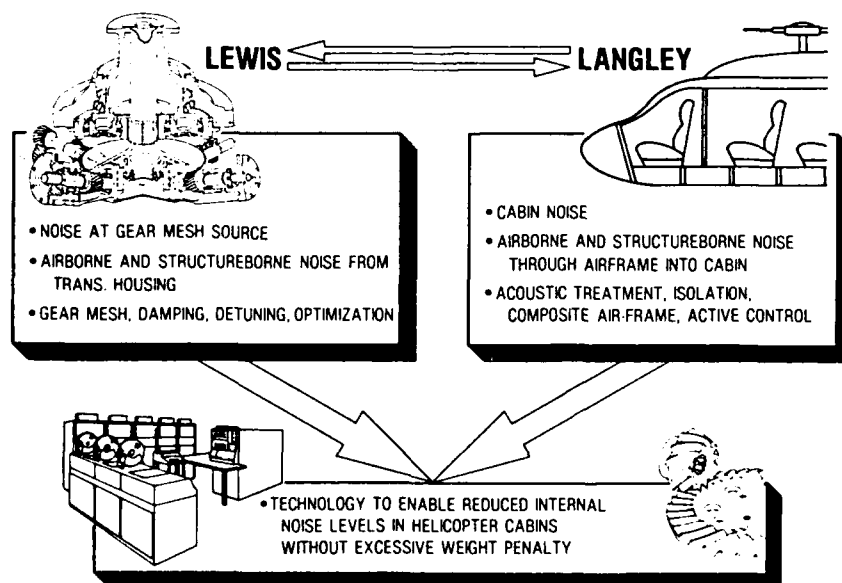 LEWIS
LANGLEY
• NOISE AT GEAR MESH SOURCE
• AIRBORNE AND STRUCTUREBORNE NOISE FROM
TRANS. HOUSING
• GEAR MESH, DAMPING, DETUNING, OPTIMIZATION
• CABIN NOISE
• AIRBORNE AND STRUCTUREBORNE NOISE
THROUGH AIRFRAME INTO CABIN
• ACOUSTIC TREATMENT, ISOLATION,
COMPOSITE AIR-FRAME, ACTIVE CONTROL
• TECHNOLOGY TO ENABLE REDUCED INTERNAL
NOISE LEVELS IN HELICOPTER CABINS
WITHOUT EXCESSIVE WEIGHT PENALTY